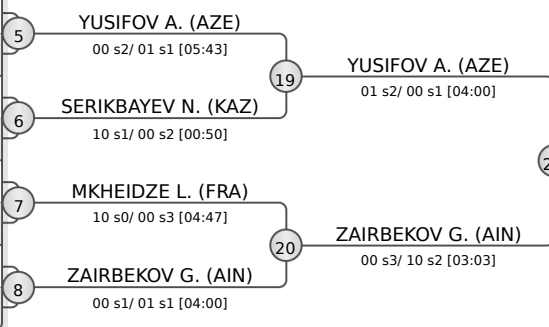 5
YUSIFOV A. (AZE)
00 s2/ 01 s1 [05:43]
19
YUSIFOV A. (AZE)
01 s2/ 00 s1 [04:00]
6
SERIKBAYEV N. (KAZ)
10 s1/ 00 s2 [00:50]
7
MKHEIDZE L. (FRA)
10 s0/ 00 s3 [04:47]
20
ZAIRBEKOV G. (AIN)
00 s3/ 10 s2 [03:03]
8
ZAIRBEKOV G. (AIN)
00 s1/ 01 s1 [04:00]